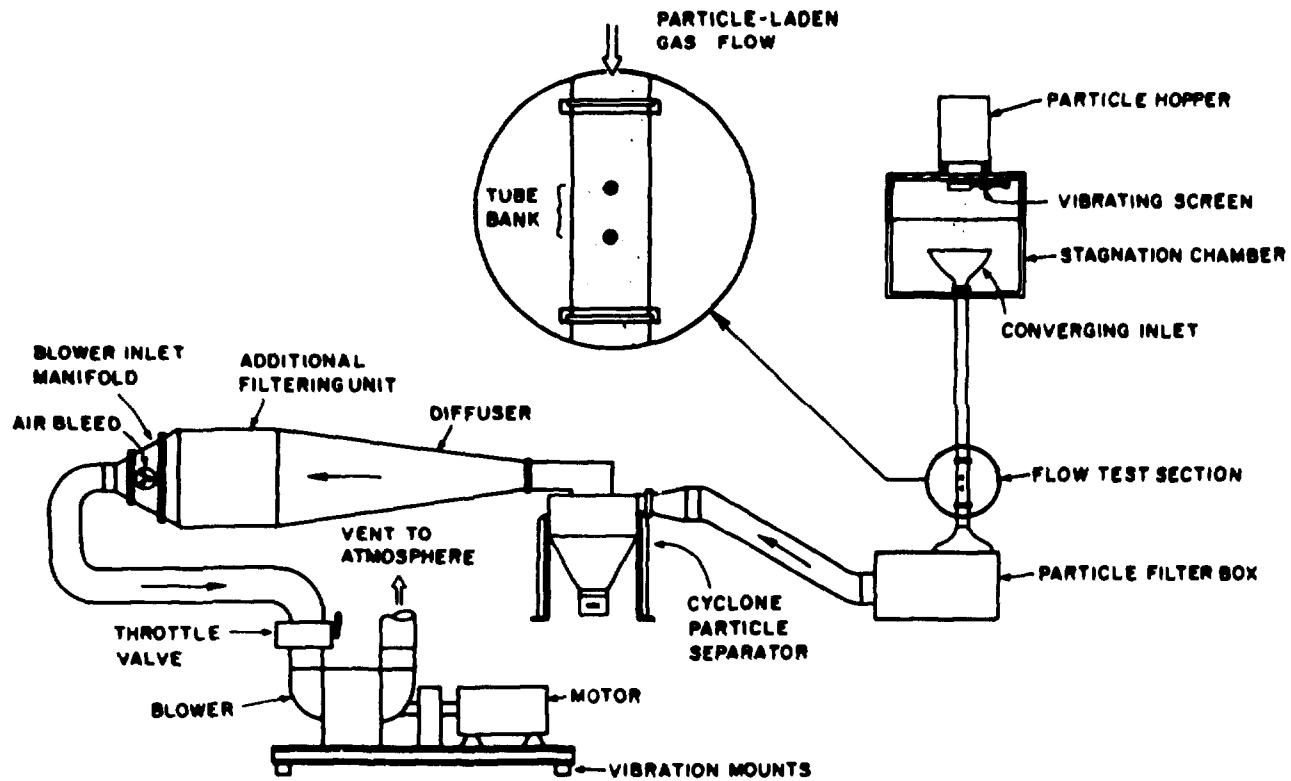 PARTICLE-LADEN
GAS FLOW
PARTICLE HOPPER
TUBE
BANK
VIBRATING SCREEN
STAGNATION CHAMBER
CONVERGING INLET
BLOWER INLET
MANIFOLD
ADDITIONAL
FILTERING UNIT
AIR BLEED
DIFFUSER
FLOW TEST SECTION
VENT TO
ATMOSPHERE
PARTICLE FILTER BOX
CYCLONE
PARTICLE
SEPARATOR
THROTTLE
VALVE
BLOWER
MOTOR
VIBRATION MOUNTS